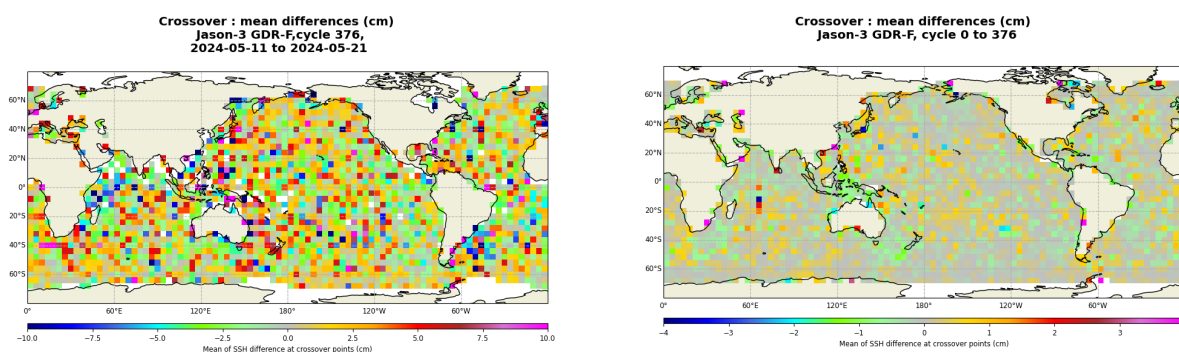 Crossover : mean differences (cm)
Jason-3 GDR-F,cycle 376,
2024-05-11 to 2024-05-21
60°N
40°N
20°N
0°
20°S
40°S
60°S
0° 60°E 120°E 180° 120°W 60°W
−10.0 −7.5 −5.0 −2.5 0.0 2.5 5.0 7.5 10.0
Mean of SSH difference at crossover points (cm)
Crossover : mean differences (cm)
Jason-3 GDR-F, cycle 0 to 376
60°N
40°N
20°N
0°
20°S
40°S
60°S
0° 60°E 120°E 180° 120°W 60°W
−4 −3 −2 −1 0 1 2 3
Mean of SSH difference at crossover points (cm)